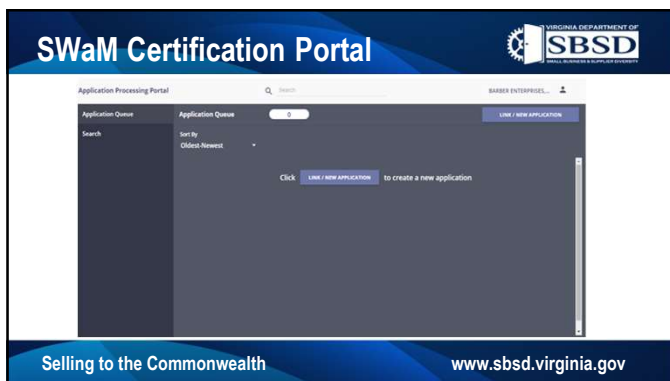 SWaM Certification Portal
VIRGINIA DEPARTMENT OF
SBSD
SMALL BUSINESS & SUPPLIER DIVERSITY
Application Processing Portal
Search
BARBER ENTERPRISES,...
Application Queue
Application Queue
0
LINK / NEW APPLICATION
Search
Sort By
Oldest-Newest
Click LINK / NEW APPLICATION to create a new application
Selling to the Commonwealth
www.sbsd.virginia.gov